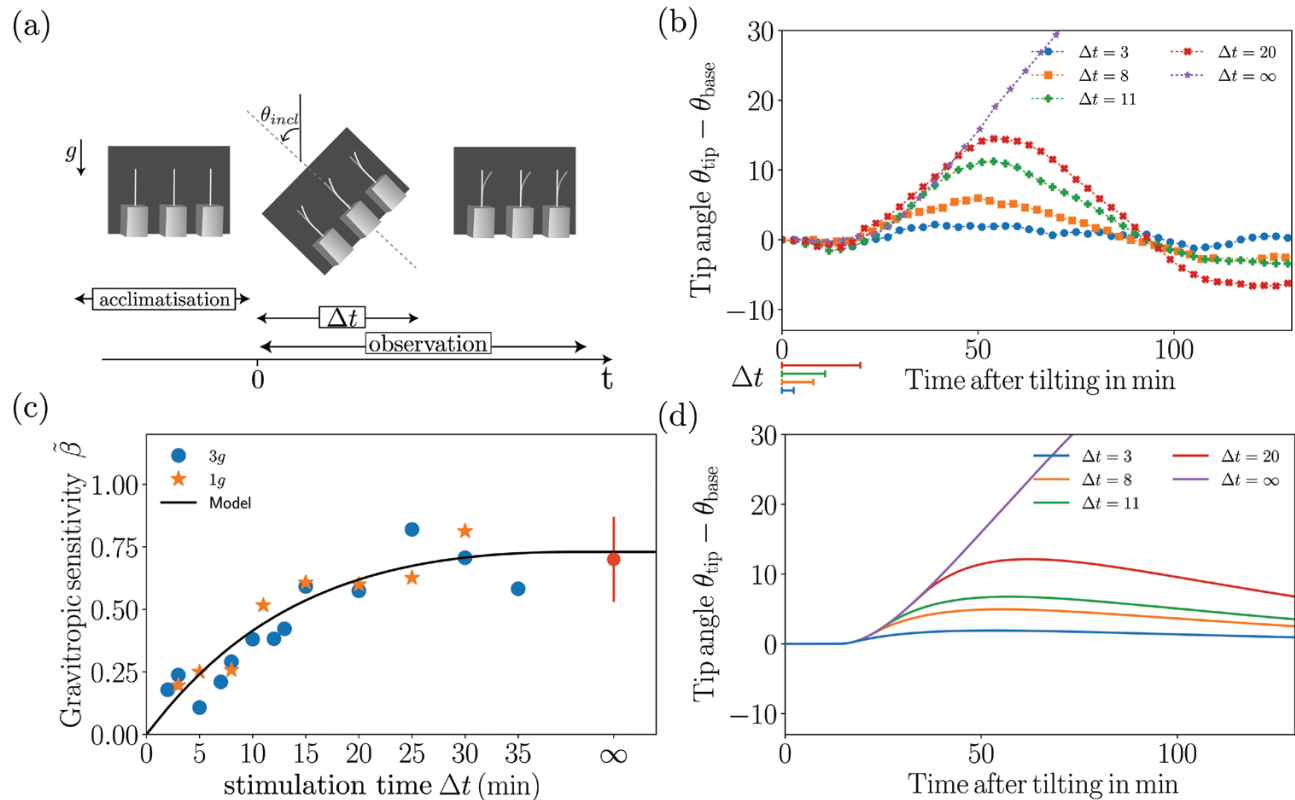 (a)
θincl
g
acclimatisation
Δt
observation
0
t
(b)
Tip angle θtip − θbase
30
20
10
0
−10
Δt = 3
Δt = 8
Δt = 11
Δt = 20
Δt = ∞
0
50
100
Δt
Time after tilting in min
(c)
Gravitropic sensitivity β̃
1.00
0.75
0.50
0.25
0.00
3g
1g
Model
0
5
10
15
20
25
30
35
∞
stimulation time Δt (min)
(d)
Tip angle θtip − θbase
30
20
10
0
−10
Δt = 3
Δt = 8
Δt = 11
Δt = 20
Δt = ∞
0
50
100
Time after tilting in min